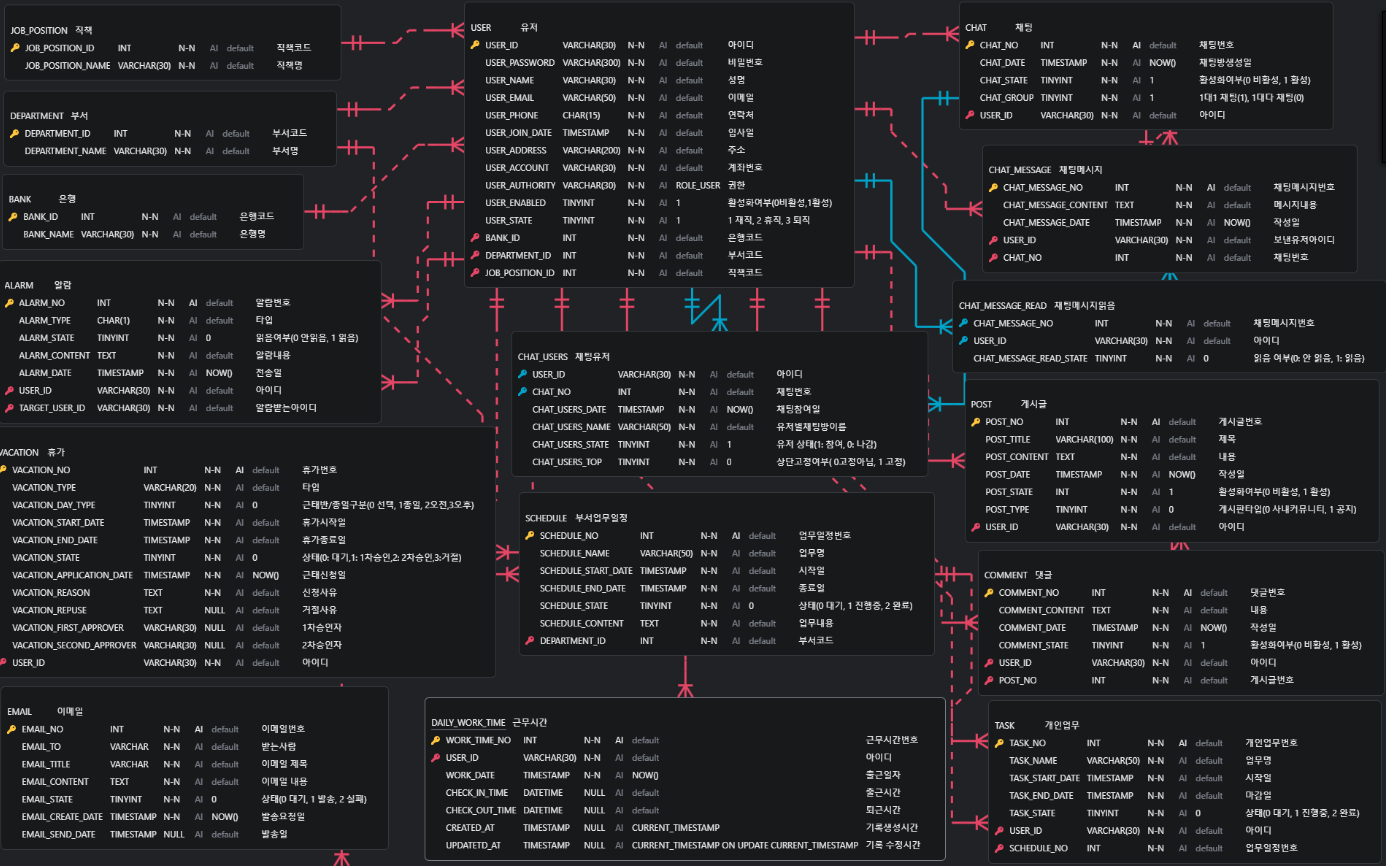 JOB_POSITION 직책
JOB_POSITION_ID INT N-N AI default 직책코드
JOB_POSITION_NAME VARCHAR(30) N-N AI default 직책명
DEPARTMENT 부서
DEPARTMENT_ID INT N-N AI default 부서코드
DEPARTMENT_NAME VARCHAR(30) N-N AI default 부서명
BANK 은행
BANK_ID INT N-N AI default 은행코드
BANK_NAME VARCHAR(30) N-N AI default 은행명
ALARM 알람
ALARM_NO INT N-N AI default 알람번호
ALARM_TYPE CHAR(1) N-N AI default 타입
ALARM_STATE TINYINT N-N AI 0 읽음여부(0 안읽음, 1 읽음)
ALARM_CONTENT TEXT N-N AI default 알람내용
ALARM_DATE TIMESTAMP N-N AI NOW() 전송일
USER_ID VARCHAR(30) N-N AI default 아이디
TARGET_USER_ID VARCHAR(30) N-N AI default 알람받는아이디
VACATION 휴가
VACATION_NO INT N-N AI default 휴가번호
VACATION_TYPE VARCHAR(20) N-N AI default 타입
VACATION_DAY_TYPE TINYINT N-N AI 0 근태반/종일구분(0 선택, 1종일, 2오전,3오후)
VACATION_START_DATE TIMESTAMP N-N AI default 휴가시작일
VACATION_END_DATE TIMESTAMP N-N AI default 휴가종료일
VACATION_STATE TINYINT N-N AI 0 상태(0: 대기,1: 1차승인,2: 2차승인,3:거절)
VACATION_APPLICATION_DATE TIMESTAMP N-N AI NOW() 근태신청일
VACATION_REASON TEXT N-N AI default 신청사유
VACATION_REPUSE TEXT NULL AI default 거절사유
VACATION_FIRST_APPROVER VARCHAR(30) NULL AI default 1차승인자
VACATION_SECOND_APPROVER VARCHAR(30) NULL AI default 2차승인자
USER_ID VARCHAR(30) N-N AI default 아이디
EMAIL 이메일
EMAIL_NO INT N-N AI default 이메일번호
EMAIL_TO VARCHAR N-N AI default 받는사람
EMAIL_TITLE VARCHAR N-N AI default 이메일 제목
EMAIL_CONTENT TEXT N-N AI default 이메일 내용
EMAIL_STATE TINYINT N-N AI 0 상태(0 대기, 1 발송, 2 실패)
EMAIL_CREATE_DATE TIMESTAMP N-N AI NOW() 발송요청일
EMAIL_SEND_DATE TIMESTAMP NULL AI default 발송일
USER 유저
USER_ID VARCHAR(30) N-N AI default 아이디
USER_PASSWORD VARCHAR(300) N-N AI default 비밀번호
USER_NAME VARCHAR(30) N-N AI default 성명
USER_EMAIL VARCHAR(50) N-N AI default 이메일
USER_PHONE CHAR(15) N-N AI default 연락처
USER_JOIN_DATE TIMESTAMP N-N AI default 입사일
USER_ADDRESS VARCHAR(200) N-N AI default 주소
USER_ACCOUNT VARCHAR(30) N-N AI default 계좌번호
USER_AUTHORITY VARCHAR(30) N-N AI ROLE_USER 권한
USER_ENABLED TINYINT N-N AI 1 활성화여부(0비활성,1활성)
USER_STATE TINYINT N-N AI 1 1 재직, 2 휴직, 3 퇴직
BANK_ID INT N-N AI default 은행코드
DEPARTMENT_ID INT N-N AI default 부서코드
JOB_POSITION_ID INT N-N AI default 직책코드
CHAT_USERS 채팅유저
USER_ID VARCHAR(30) N-N AI default 아이디
CHAT_NO INT N-N AI default 채팅번호
CHAT_USERS_DATE TIMESTAMP N-N AI NOW() 채팅참여일
CHAT_USERS_NAME VARCHAR(50) N-N AI default 유저별채팅방이름
CHAT_USERS_STATE TINYINT N-N AI 1 유저 상태(1: 참여, 0: 나감)
CHAT_USERS_TOP TINYINT N-N AI 0 상단고정여부( 0고정아님, 1 고정)
SCHEDULE 부서업무일정
SCHEDULE_NO INT N-N AI default 업무일정번호
SCHEDULE_NAME VARCHAR(50) N-N AI default 업무명
SCHEDULE_START_DATE TIMESTAMP N-N AI default 시작일
SCHEDULE_END_DATE TIMESTAMP N-N AI default 종료일
SCHEDULE_STATE TINYINT N-N AI 0 상태(0 대기, 1 진행중, 2 완료)
SCHEDULE_CONTENT TEXT N-N AI default 업무내용
DEPARTMENT_ID INT N-N AI default 부서코드
DAILY_WORK_TIME 근무시간
WORK_TIME_NO INT N-N AI default 근무시간번호
USER_ID VARCHAR(30) N-N AI default 아이디
WORK_DATE TIMESTAMP N-N AI NOW() 출근일자
CHECK_IN_TIME DATETIME NULL AI default 출근시간
CHECK_OUT_TIME DATETIME NULL AI default 퇴근시간
CREATED_AT TIMESTAMP NULL AI CURRENT_TIMESTAMP 기록생성시간
UPDATETD_AT TIMESTAMP NULL AI CURRENT_TIMESTAMP ON UPDATE CURRENT_TIMESTAMP 기록 수정시간
CHAT 채팅
CHAT_NO INT N-N AI default 채팅번호
CHAT_DATE TIMESTAMP N-N AI NOW() 채팅방생성일
CHAT_STATE TINYINT N-N AI 1 활성화여부(0 비활성, 1 활성)
CHAT_GROUP TINYINT N-N AI 1 1대1 채팅(1), 1대다 채팅(0)
USER_ID VARCHAR(30) N-N AI default 아이디
CHAT_MESSAGE 채팅메시지
CHAT_MESSAGE_NO INT N-N AI default 채팅메시지번호
CHAT_MESSAGE_CONTENT TEXT N-N AI default 메시지내용
CHAT_MESSAGE_DATE TIMESTAMP N-N AI NOW() 작성일
USER_ID VARCHAR(30) N-N AI default 보낸유저아이디
CHAT_NO INT N-N AI default 채팅번호
CHAT_MESSAGE_READ 채팅메시지읽음
CHAT_MESSAGE_NO INT N-N AI default 채팅메시지번호
USER_ID VARCHAR(30) N-N AI default 아이디
CHAT_MESSAGE_READ_STATE TINYINT N-N AI 0 읽음 여부(0: 안 읽음, 1: 읽음)
POST 게시글
POST_NO INT N-N AI default 게시글번호
POST_TITLE VARCHAR(100) N-N AI default 제목
POST_CONTENT TEXT N-N AI default 내용
POST_DATE TIMESTAMP N-N AI NOW() 작성일
POST_STATE INT N-N AI 1 활성화여부(0 비활성, 1 활성)
POST_TYPE TINYINT N-N AI 0 게시판타입(0 사내커뮤니티, 1 공지)
USER_ID VARCHAR(30) N-N AI default 아이디
COMMENT 댓글
COMMENT_NO INT N-N AI default 댓글번호
COMMENT_CONTENT TEXT N-N AI default 내용
COMMENT_DATE TIMESTAMP N-N AI NOW() 작성일
COMMENT_STATE TINYINT N-N AI 1 활성화여부(0 비활성, 1 활성)
USER_ID VARCHAR(30) N-N AI default 아이디
POST_NO INT N-N AI default 게시글번호
TASK 개인업무
TASK_NO INT N-N AI default 개인업무번호
TASK_NAME VARCHAR(50) N-N AI default 업무명
TASK_START_DATE TIMESTAMP N-N AI default 시작일
TASK_END_DATE TIMESTAMP N-N AI default 마감일
TASK_STATE TINYINT N-N AI 0 상태(0 대기, 1 진행중, 2 완료)
USER_ID VARCHAR(30) N-N AI default 아이디
SCHEDULE_NO INT N-N AI default 업무일정번호